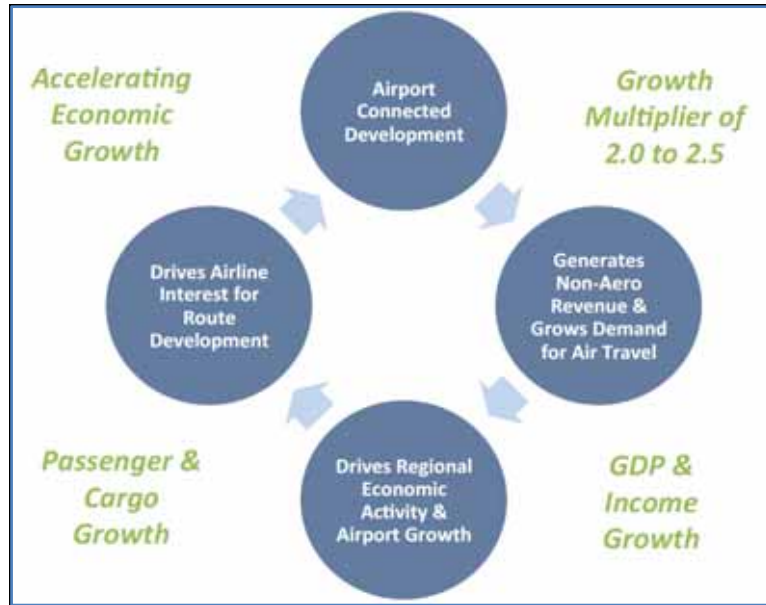 Accelerating
Economic
Growth
Airport
Connected
Development
Growth
Multiplier of
2.0 to 2.5
Drives Airline
Interest for
Route
Development
Generates
Non-Aero
Revenue &
Grows Demand
for Air Travel
Passenger &
Cargo
Growth
Drives Regional
Economic
Activity &
Airport Growth
GDP &
Income
Growth